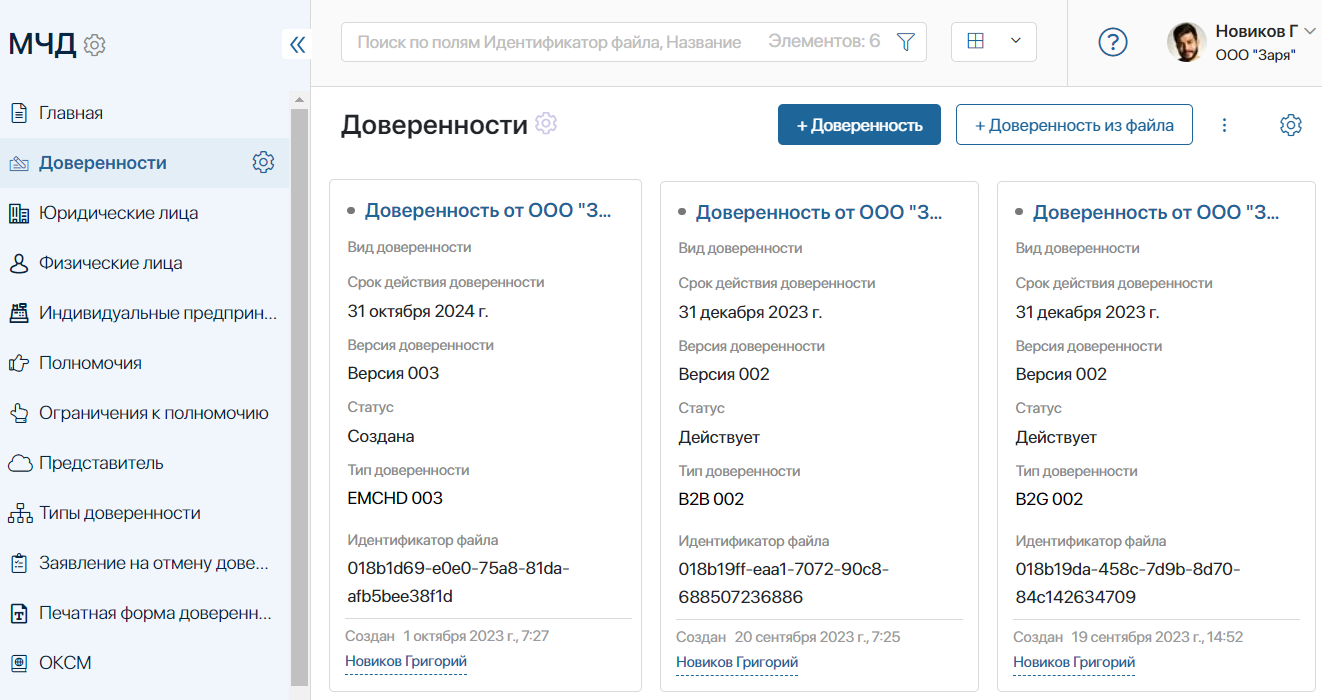 МЧД
Главная
Доверенности
Юридические лица
Физические лица
Индивидуальные предприн...
Полномочия
Ограничения к полномочию
Представитель
Типы доверенности
Заявление на отмену дове...
Печатная форма доверенн...
ОКСМ
Поиск по полям Идентификатор файла, Название
Элементов: 6
?
Новиков Г
ООО "Заря"
Доверенности
+ Доверенность
+ Доверенность из файла
Доверенность от ООО "З...
Вид доверенности
Срок действия доверенности
31 октября 2024 г.
Версия доверенности
Версия 003
Статус
Создана
Тип доверенности
EMCHD 003
Идентификатор файла
018b1d69-e0e0-75a8-81da-
afb5bee38f1d
Создан 1 октября 2023 г., 7:27
Новиков Григорий
Доверенность от ООО "З...
Вид доверенности
Срок действия доверенности
31 декабря 2023 г.
Версия доверенности
Версия 002
Статус
Действует
Тип доверенности
B2B 002
Идентификатор файла
018b19ff-eaa1-7072-90c8-
688507236886
Создан 20 сентября 2023 г., 7:25
Новиков Григорий
Доверенность от ООО "З...
Вид доверенности
Срок действия доверенности
31 декабря 2023 г.
Версия доверенности
Версия 002
Статус
Действует
Тип доверенности
B2G 002
Идентификатор файла
018b19da-458c-7d9b-8d70-
84c142634709
Создан 19 сентября 2023 г., 14:52
Новиков Григорий